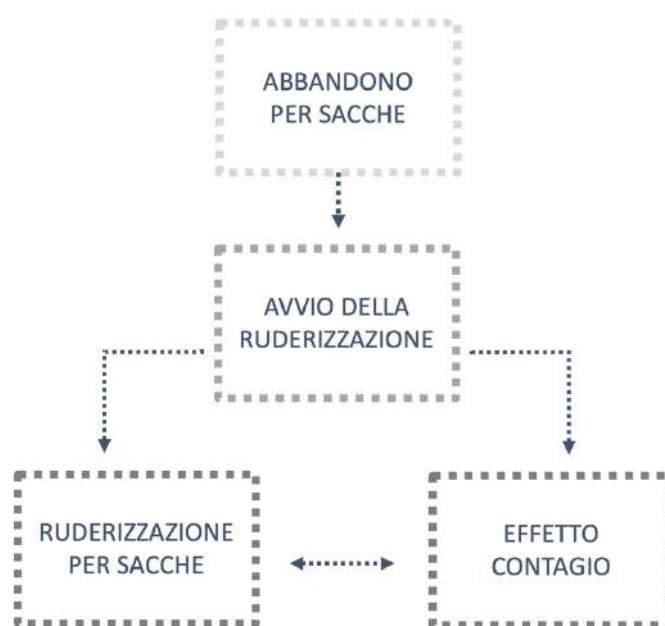 ABBANDONO
PER SACCHE
AVVIO DELLA
RUDERIZZAZIONE
RUDERIZZAZIONE
PER SACCHE
EFFETTO
CONTAGIO